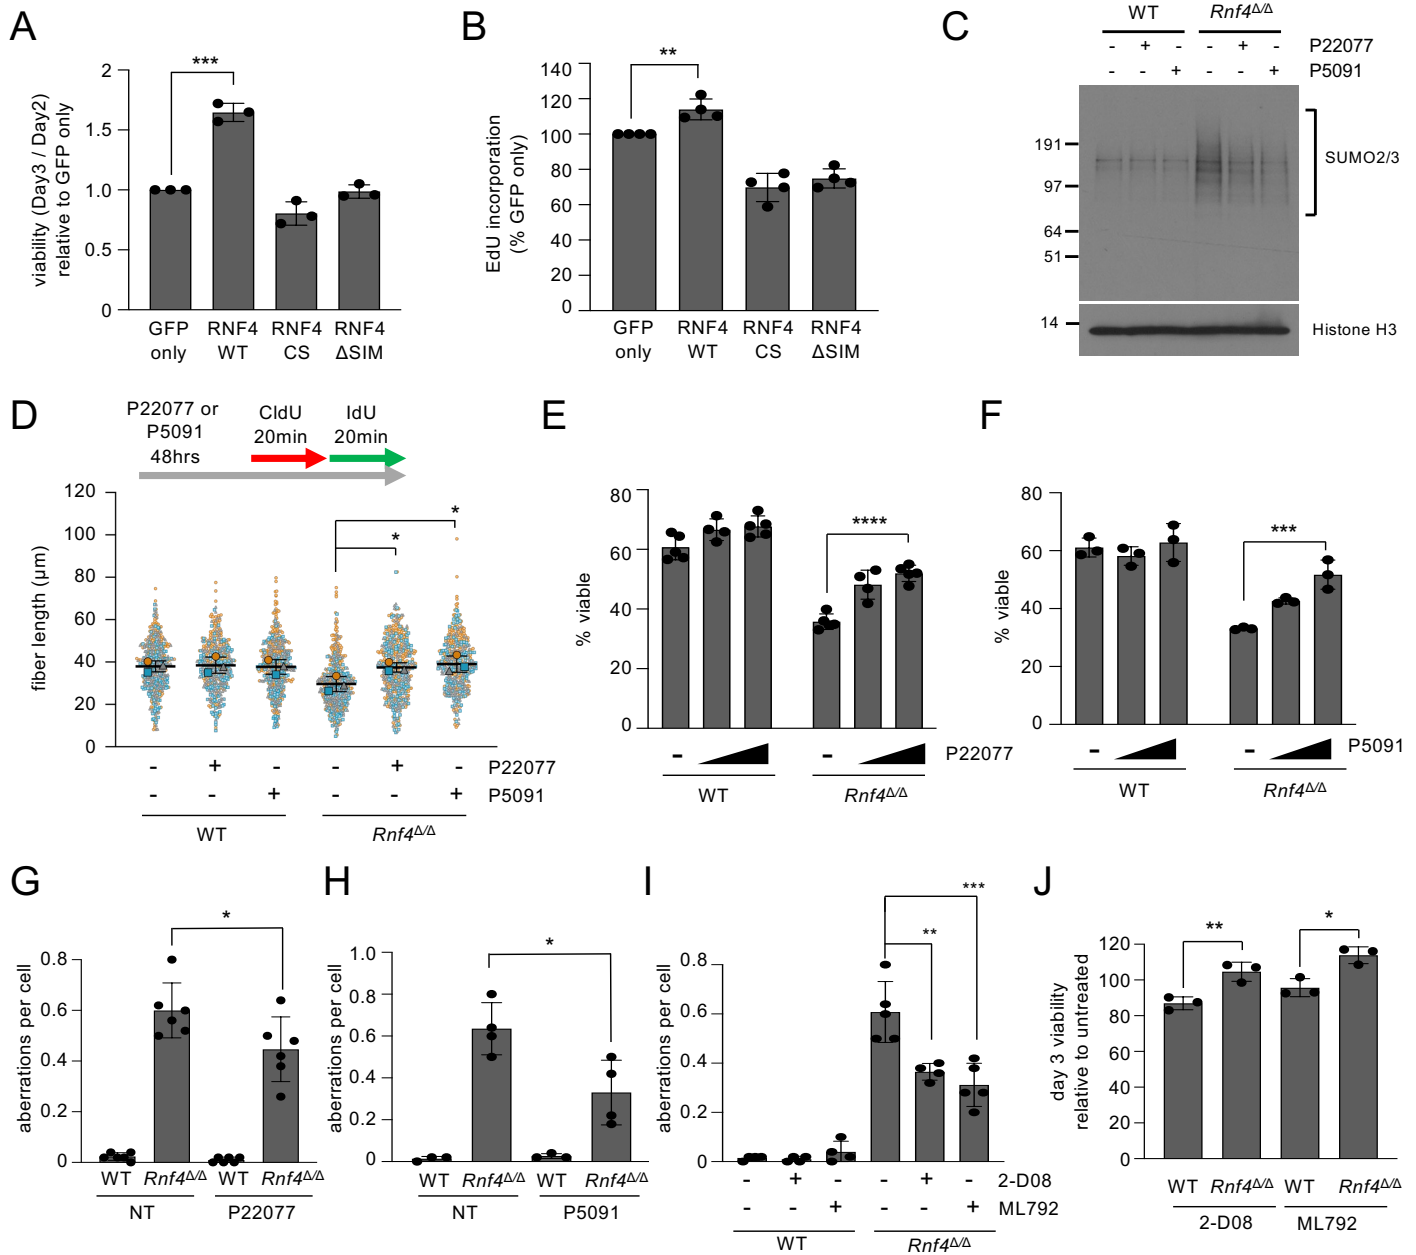 A
viability (Day3 / Day2)
relative to GFP only
2
1.5
1.0
0.5
0
***
GFP
only
RNF4
WT
RNF4
CS
RNF4
ΔSIM
B
EdU incorporation
(% GFP only)
140
120
100
80
60
40
20
0
**
GFP
only
RNF4
WT
RNF4
CS
RNF4
ΔSIM
C
WT
Rnf4Δ/Δ
- + - - + - P22077
- - + - - + P5091
191
97
64
51
14
SUMO2/3
Histone H3
D
P22077 or
P5091
48hrs
CldU
20min
IdU
20min
fiber length (µm)
120
100
80
60
40
20
0
*
*
- + - - + - P22077
- - + - - + P5091
WT
Rnf4Δ/Δ
E
% viable
80
60
40
20
0
****
- - P22077
WT
Rnf4Δ/Δ
F
% viable
80
60
40
20
0
***
- - P5091
WT
Rnf4Δ/Δ
G
aberrations per cell
0.8
0.6
0.4
0.2
0
*
WT Rnf4Δ/Δ WT Rnf4Δ/Δ
NT P22077
H
aberrations per cell
1.0
0.8
0.6
0.4
0.2
0
*
WT Rnf4Δ/Δ WT Rnf4Δ/Δ
NT P5091
I
aberrations per cell
0.8
0.6
0.4
0.2
0
***
**
- + - - + - 2-D08
- - + - - + ML792
WT
Rnf4Δ/Δ
J
day 3 viability
relative to untreated
120
100
80
60
40
20
0
**
*
WT Rnf4Δ/Δ WT Rnf4Δ/Δ
2-D08 ML792